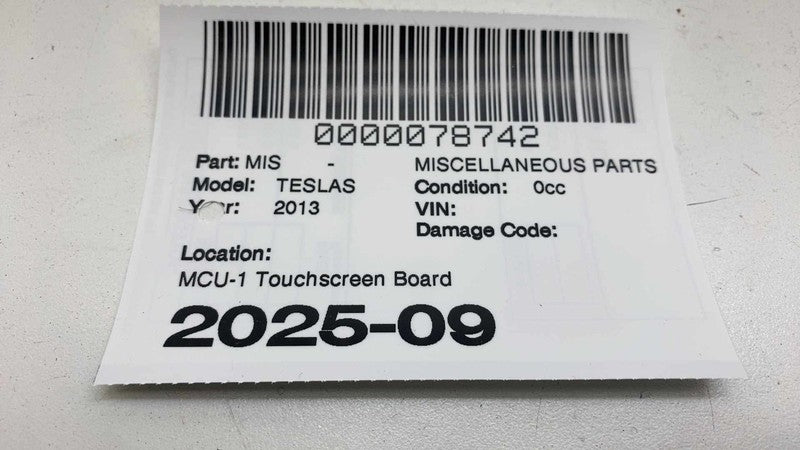 0000078742
Part: MIS - MISCELLANEOUS PARTS
Model: TESLAS Condition: 0cc
Year: 2013 VIN:
Damage Code:
Location:
MCU-1 Touchscreen Board
2025-09